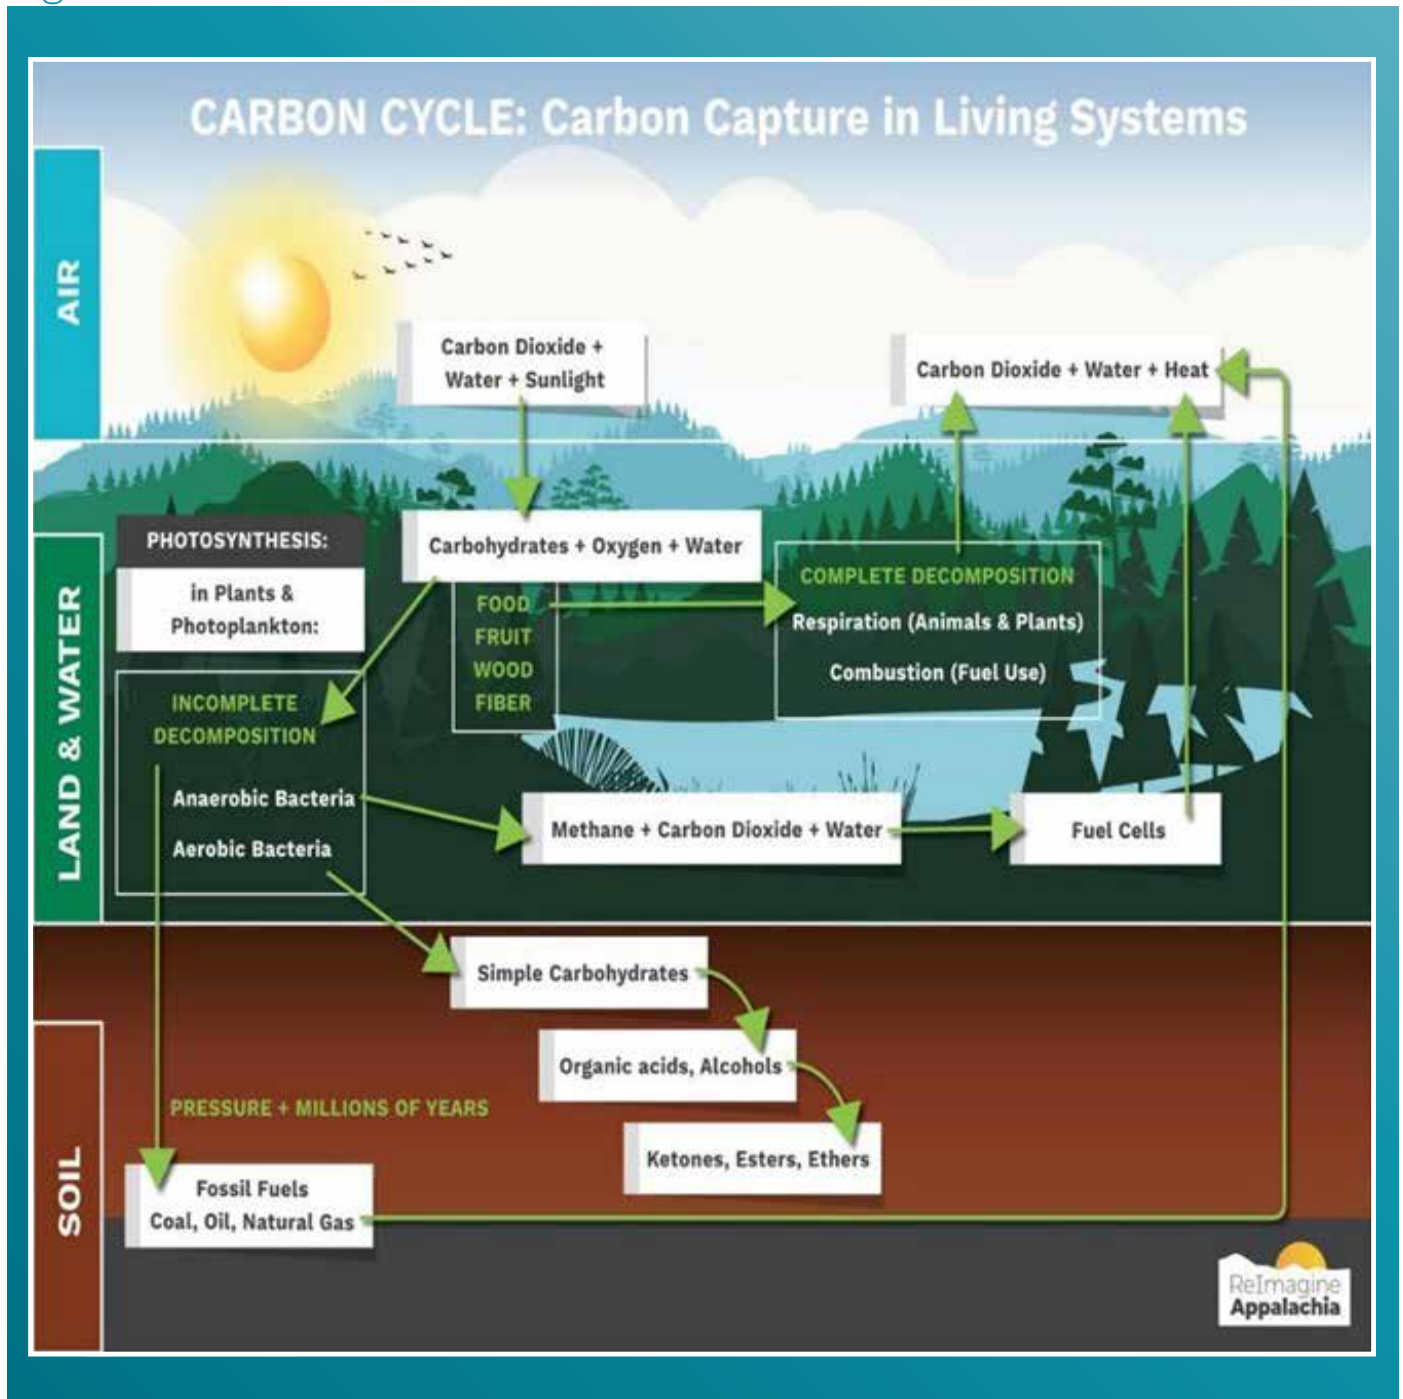 CARBON CYCLE: Carbon Capture in Living Systems
AIR
Carbon Dioxide +
Water + Sunlight
Carbon Dioxide + Water + Heat
LAND & WATER
PHOTOSYNTHESIS:
in Plants &
Photoplankton:
Carbohydrates + Oxygen + Water
FOOD
FRUIT
WOOD
FIBER
COMPLETE DECOMPOSITION
Respiration (Animals & Plants)
Combustion (Fuel Use)
INCOMPLETE
DECOMPOSITION
Anaerobic Bacteria
Aerobic Bacteria
Methane + Carbon Dioxide + Water
Fuel Cells
SOIL
Simple Carbohydrates
Organic acids, Alcohols
Ketones, Esters, Ethers
PRESSURE + MILLIONS OF YEARS
Fossil Fuels
Coal, Oil, Natural Gas
ReImagine
Appalachia